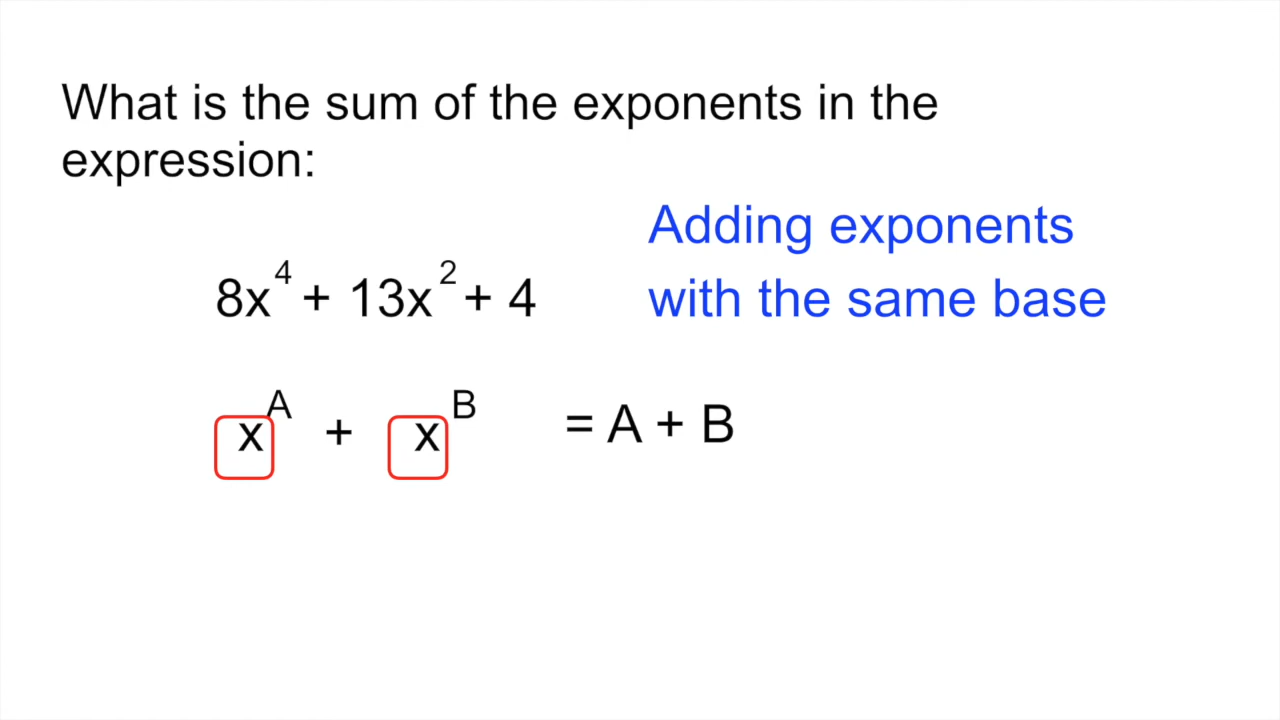 What is the sum of the exponents in the
expression:
Adding exponents
with the same base
8x⁴ + 13x² + 4
xᴬ + xᴮ = A + B